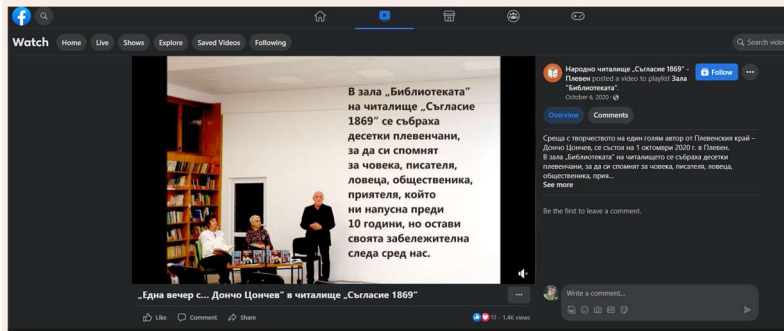 Watch
Home
Live
Shows
Explore
Saved Videos
Following
Search video
В зала „Библиотеката“
на читалище „Съгласие
1869“ се събраха
десетки плевенчани,
за да си спомнят
за човека, писателя,
ловеца, общественика,
приятеля, който
ни напусна преди
10 години, но остави
своята забележителна
следа сред нас.
„Една вечер с... Дончо Цончев“ в читалище „Съгласие 1869“
Like
Comment
Share
13 · 1.4K views
Народно читалище „Съгласие 1869“ -
Плевен posted a video to playlist Зала
"Библиотеката".
October 6, 2020 ·
Follow
Overview
Comments
Среща с творчеството на един голям автор от Плевенския край –
Дончо Цончев, се състоя на 1 октомври 2020 г. в Плевен.
В зала „Библиотеката“ на читалището се събраха десетки
плевенчани, за да си спомнят за човека, писателя, ловеца,
общественика, прия...
See more
Be the first to leave a comment.
Write a comment...